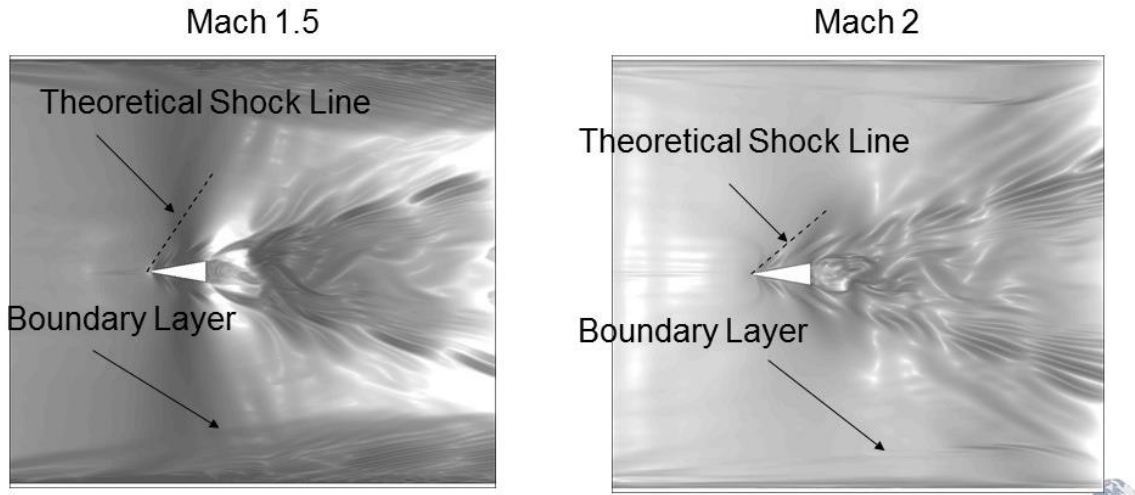 Mach 1.5
Theoretical Shock Line
Boundary Layer
Mach 2
Theoretical Shock Line
Boundary Layer